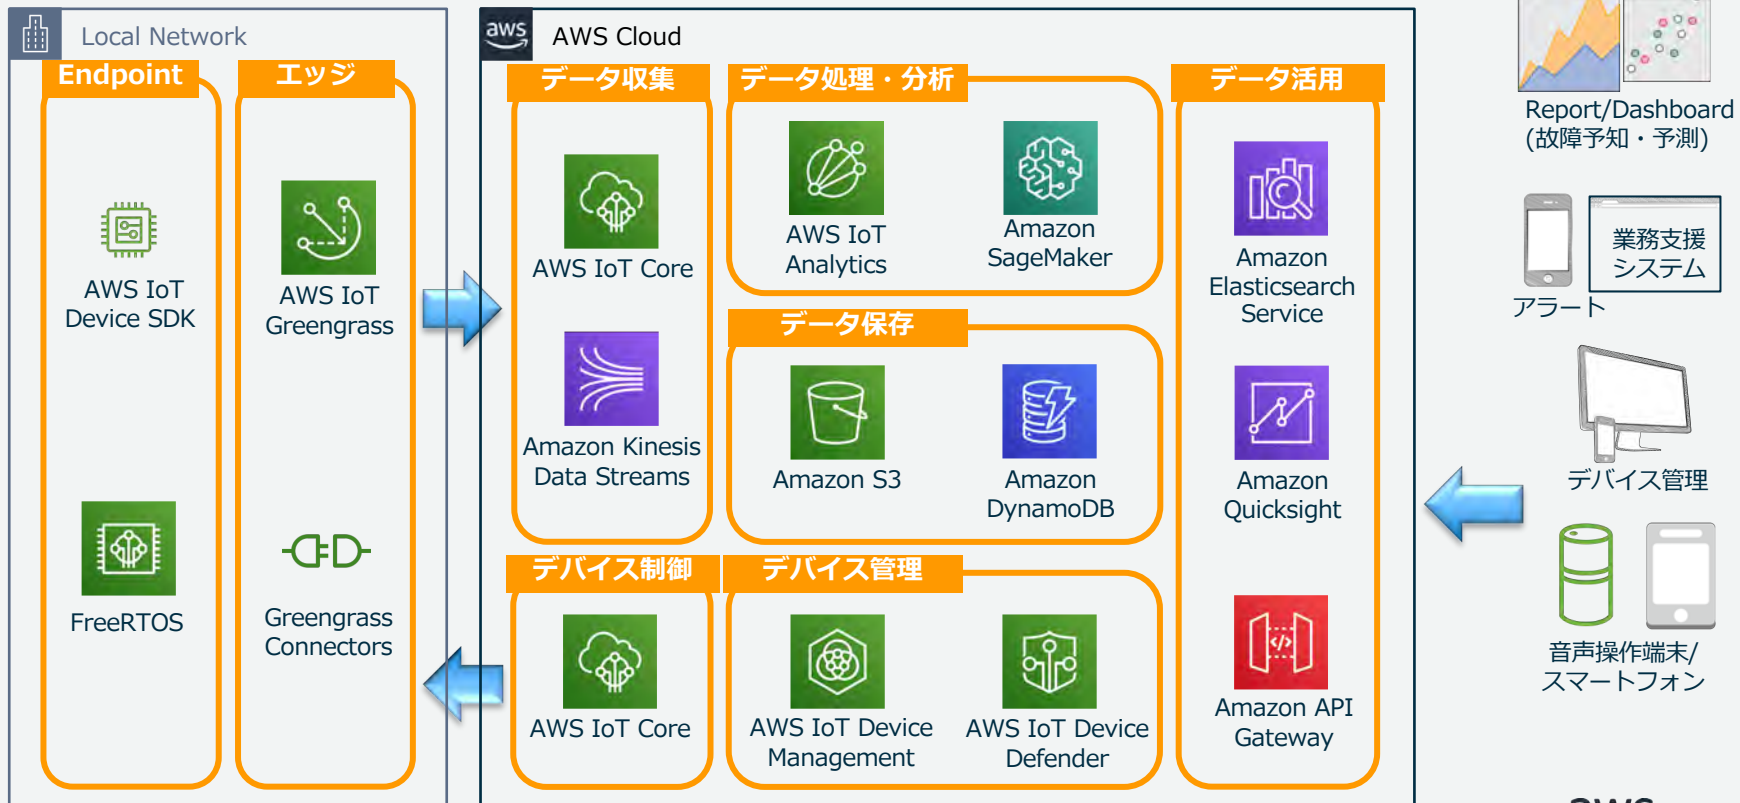 Local Network
Endpoint
エッジ
AWS IoT
Device SDK
AWS IoT
Greengrass
FreeRTOS
Greengrass
Connectors
aws
AWS Cloud
データ収集
AWS IoT Core
Amazon Kinesis
Data Streams
データ処理・分析
AWS IoT
Analytics
Amazon
SageMaker
データ保存
Amazon S3
Amazon
DynamoDB
データ活用
Amazon
Elasticsearch
Service
Amazon
Quicksight
Amazon API
Gateway
デバイス制御
AWS IoT Core
デバイス管理
AWS IoT Device
Management
AWS IoT Device
Defender
Report/Dashboard
(故障予知・予測)
業務支援
システム
アラート
デバイス管理
音声操作端末/
スマートフォン
aws